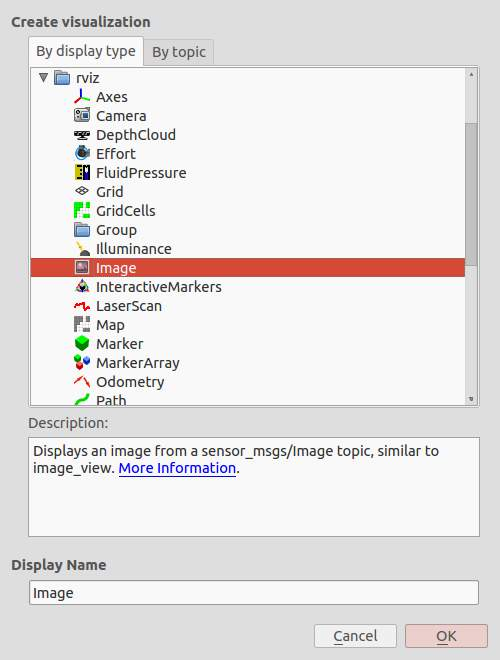 Create visualization
By display type
By topic
rviz
Axes
Camera
DepthCloud
Effort
FluidPressure
Grid
GridCells
Group
Illuminance
Image
InteractiveMarkers
LaserScan
Map
Marker
MarkerArray
Odometry
Path
Description:
Displays an image from a sensor_msgs/Image topic, similar to
image_view. More Information.
Display Name
Image
Cancel
OK